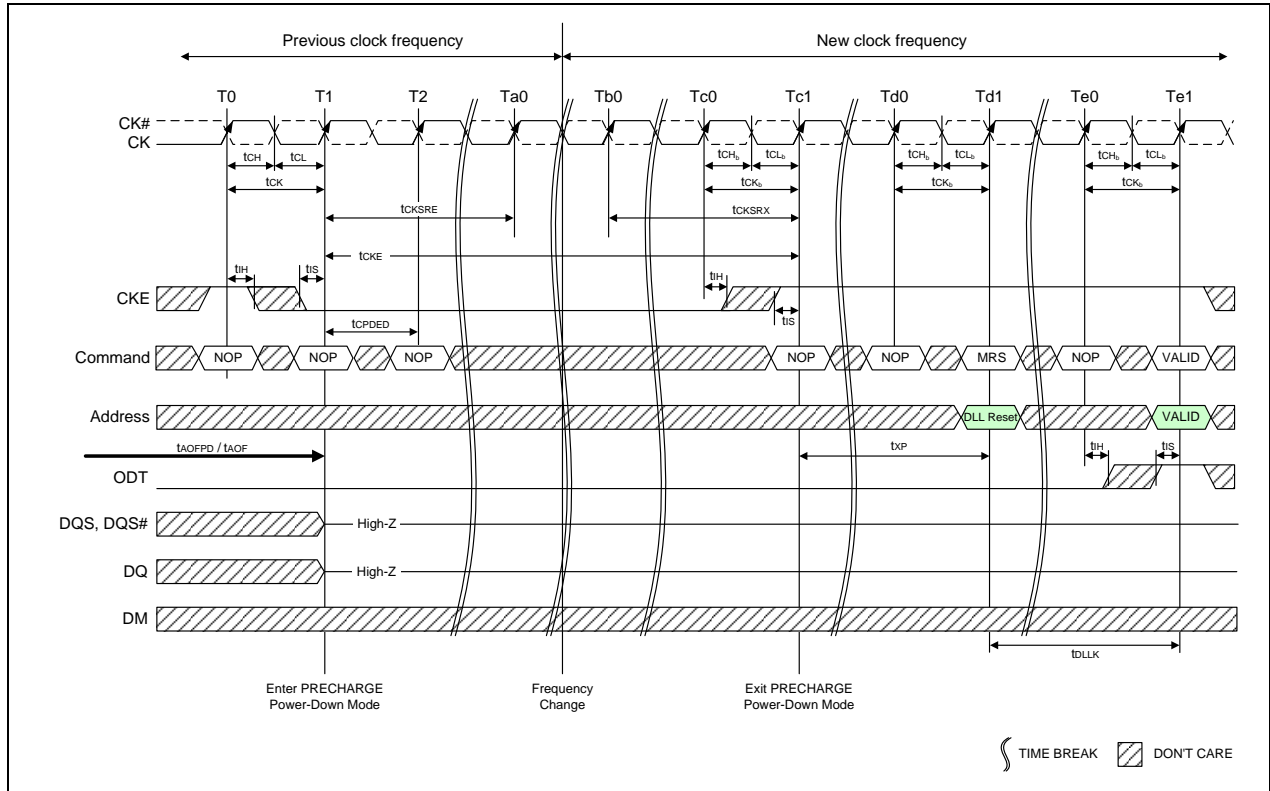 Previous clock frequency New clock frequency
T0 T1 T2 Ta0 Tb0 Tc0 Tc1 Td0 Td1 Te0 Te1
CK#
CK
tCH tCL tCHb tCLb tCHb tCLb tCHb tCLb
tCK tCKb tCKb tCKb
tCKSRE tCKSRX
tCKE
tIH tIS tIH
CKE
tIS
tCPDED
Command NOP NOP NOP NOP NOP MRS NOP VALID
Address DLL Reset VALID
tAOFPD / tAOF tXP tIH tIS
ODT
DQS, DQS# High-Z
DQ High-Z
DM
tDLLK
Enter PRECHARGE Frequency Exit PRECHARGE
Power-Down Mode Change Power-Down Mode
TIME BREAK DON'T CARE